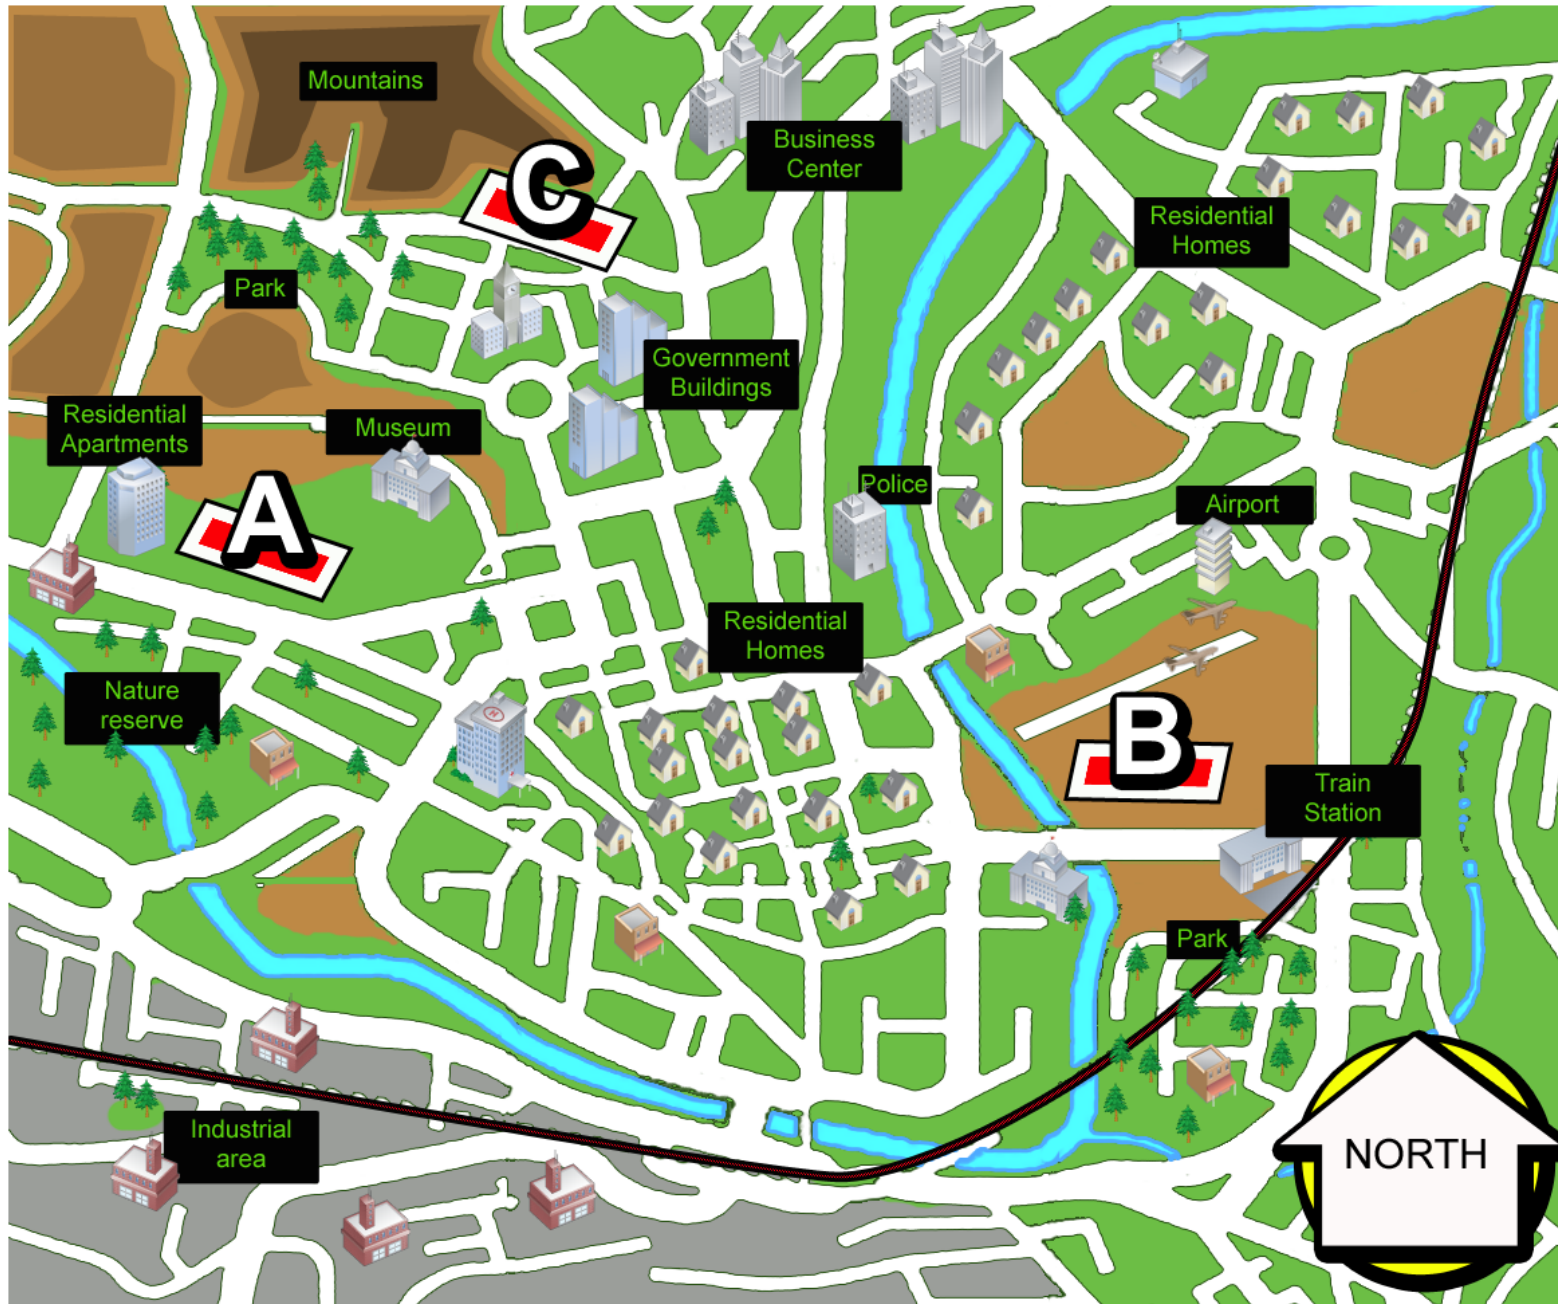 Mountains
C
Business
Center
Residential
Homes
Park
Government
Buildings
Residential
Apartments
Museum
Police
Airport
A
Residential
Homes
Nature
reserve
H
B
Train
Station
Park
Industrial
area
NORTH